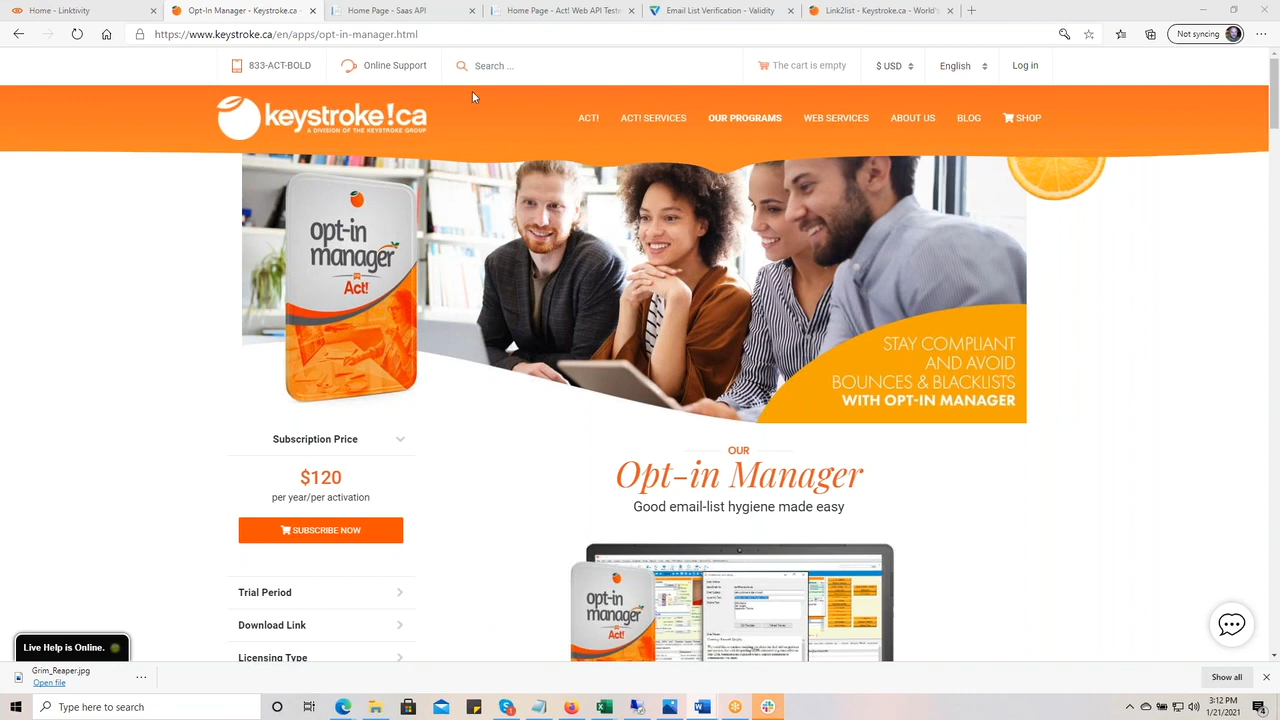 Home - Linktivity
Opt-In Manger - Keystroke.ca -
Home Page - Saas API
Home Page - Act! Web API Teste
Email List Verification - Validity
Link2list - Keystroke.ca - World's
https://www.keystroke.ca/en/apps/opt-in-manager.html
Not syncing
833-ACT-BOLD
Online Support
Search ...
The cart is empty
$ USD
English
Log in
keystroke!ca
A DIVISION OF THE KEYSTROKE GROUP
ACT!
ACT! SERVICES
OUR PROGRAMS
WEB SERVICES
ABOUT US
BLOG
SHOP
opt-in
manager
Act!
STAY COMPLIANT
AND AVOID
BOUNCES & BLACKLISTS
WITH OPT-IN MANAGER
Subscription Price
$120
per year/per activation
SUBSCRIBE NOW
OUR
Opt-in Manager
Good email-list hygiene made easy
opt-in
manager
Act!
Trial Period
Download Link
Licensing Type
Help is Online
Grim_Reaper.jpg
Open file
Show all
Type here to search
3:12 PM
1/21/2021